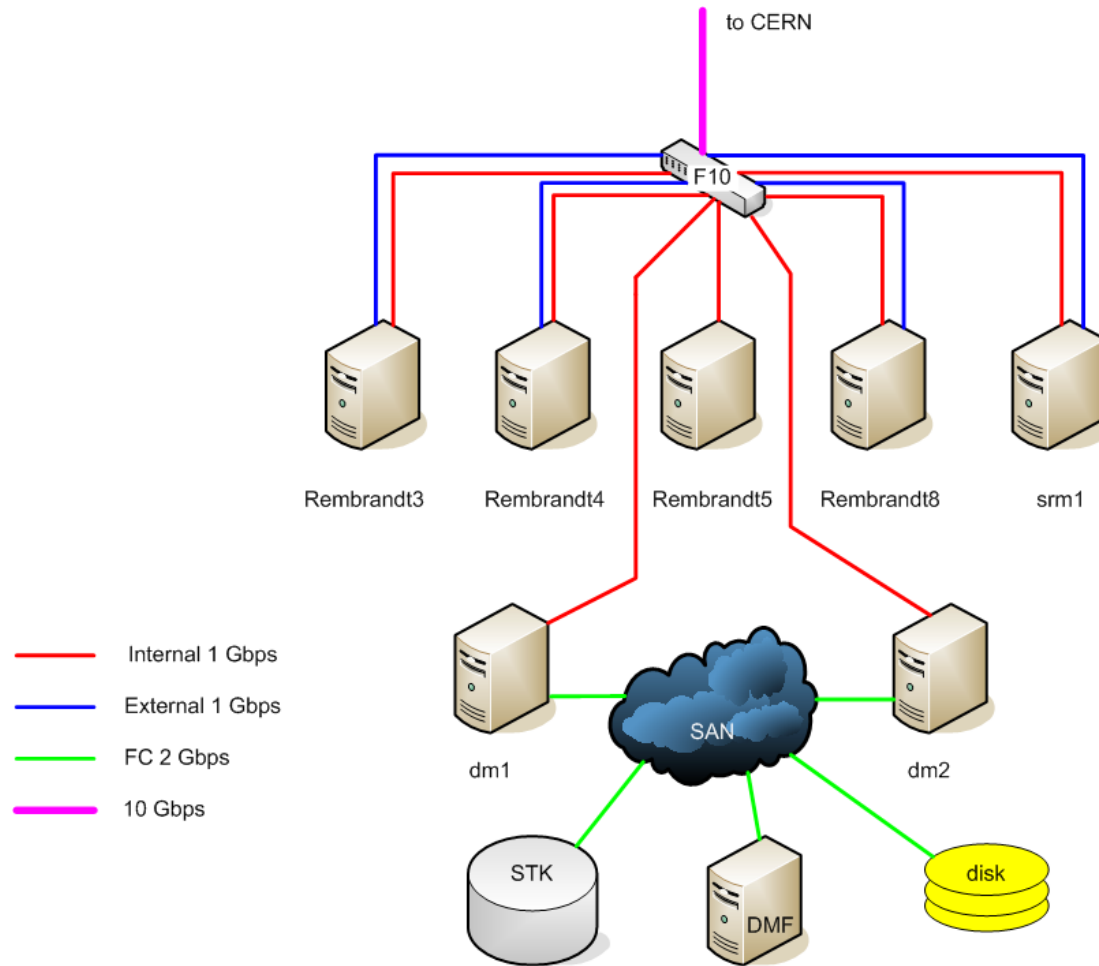 to CERN
F10
Rembrandt3
Rembrandt4
Rembrandt5
Rembrandt8
srm1
Internal 1 Gbps
External 1 Gbps
FC 2 Gbps
10 Gbps
dm1
SAN
dm2
STK
DMF
disk